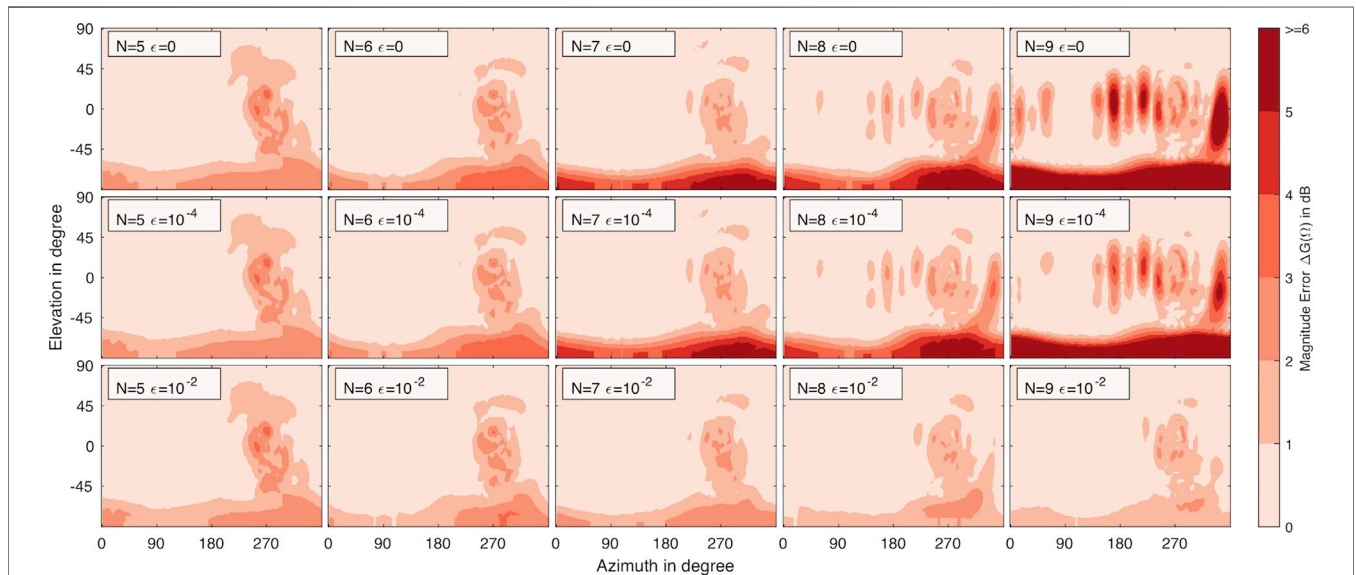 90
45
0
-45
N=5 ϵ=0
N=6 ϵ=0
N=7 ϵ=0
N=8 ϵ=0
N=9 ϵ=0
90
45
0
-45
N=5 ϵ=10⁻⁴
N=6 ϵ=10⁻⁴
N=7 ϵ=10⁻⁴
N=8 ϵ=10⁻⁴
N=9 ϵ=10⁻⁴
90
45
0
-45
N=5 ϵ=10⁻²
N=6 ϵ=10⁻²
N=7 ϵ=10⁻²
N=8 ϵ=10⁻²
N=9 ϵ=10⁻²
Elevation in degree
0 90 180 270
0 90 180 270
0 90 180 270
0 90 180 270
0 90 180 270
Azimuth in degree
>=6
5
4
3
2
1
0
Magnitude Error ΔG(Ω) in dB